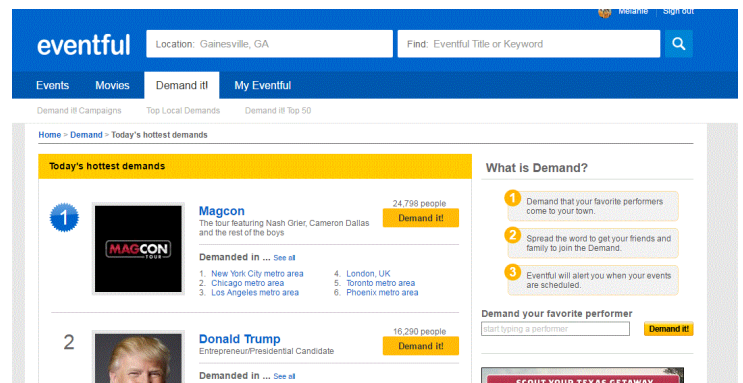 Melanie Sign out
eventful
Location: Gainesville, GA
Find: Eventful Title or Keyword
Events Movies Demand it! My Eventful
Demand it! Campaigns Top Local Demands Demand it! Top 50
Home > Demand > Today's hottest demands
Today's hottest demands
1
MAGCON
TOUR
Magcon
The tour featuring Nash Grier, Cameron Dallas
and the rest of the boys
24,798 people
Demand it!
Demanded in ... See all
1. New York City metro area
2. Chicago metro area
3. Los Angeles metro area
4. London, UK
5. Toronto metro area
6. Phoenix metro area
2
Donald Trump
Entrepreneur/Presidential Candidate
16,290 people
Demand it!
Demanded in ... See all
What is Demand?
1 Demand that your favorite performers
come to your town.
2 Spread the word to get your friends and
family to join the Demand.
3 Eventful will alert you when your events
are scheduled.
Demand your favorite performer
start typing a performer
Demand it!
SCOUT YOUR TEXAS GETAWAY